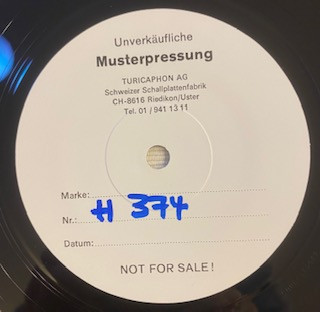 Unverkäufliche
Musterpressung
TURICAPHON AG
Schweizer Schallplattenfabrik
CH-8616 Riedikon/Uster
Tel. 01 / 941 13 11
Marke:
Nr.: H 374
Datum:
NOT FOR SALE!